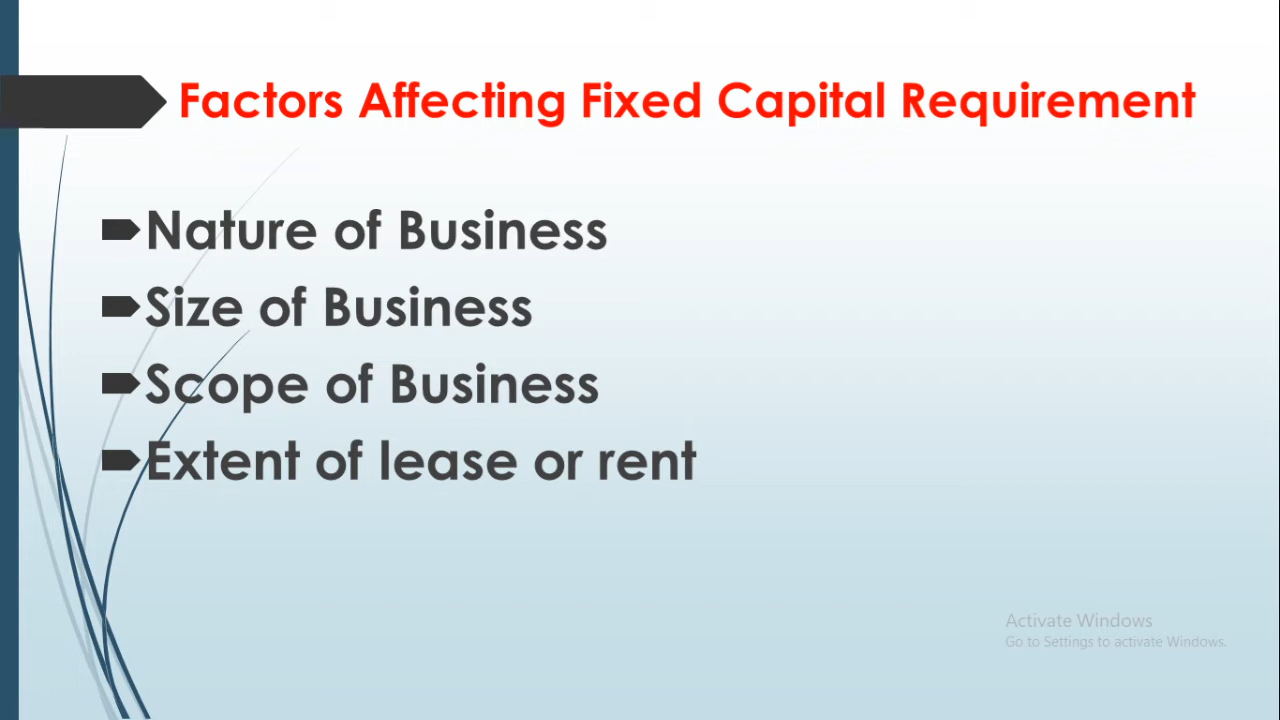 Factors Affecting Fixed Capital Requirement
Nature of Business
Size of Business
Scope of Business
Extent of lease or rent
Activate Windows
Go to Settings to activate Windows.